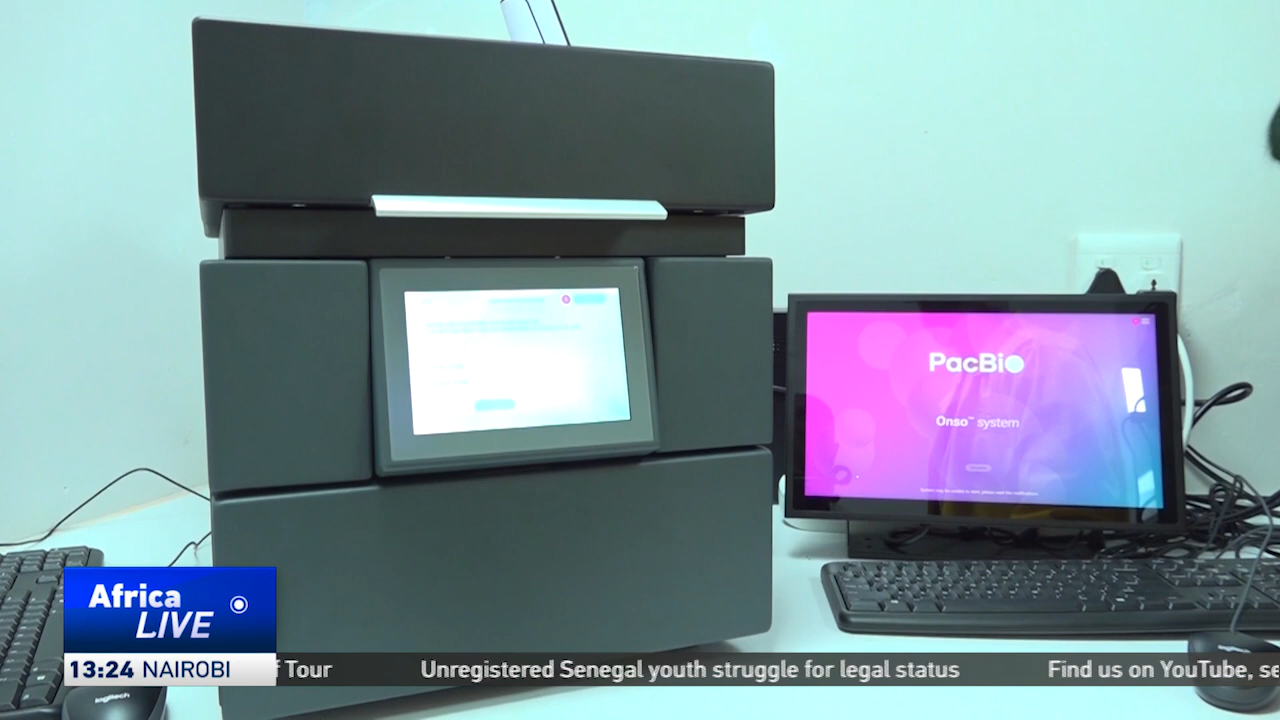 PacBio
Onso™ system
Africa
LIVE
13:24 NAIROBI
f Tour
Unregistered Senegal youth struggle for legal status
Find us on YouTube, se
logitech